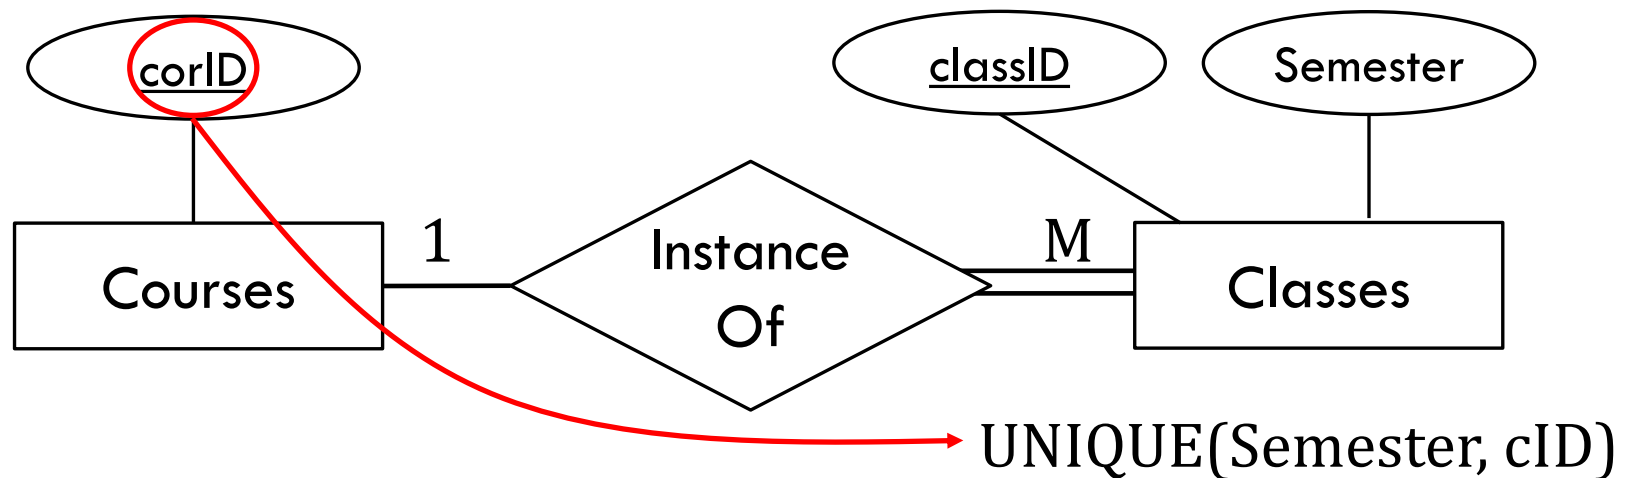 corID
classID
Semester
1
M
Instance
Of
Courses
Classes
UNIQUE(Semester, cID)